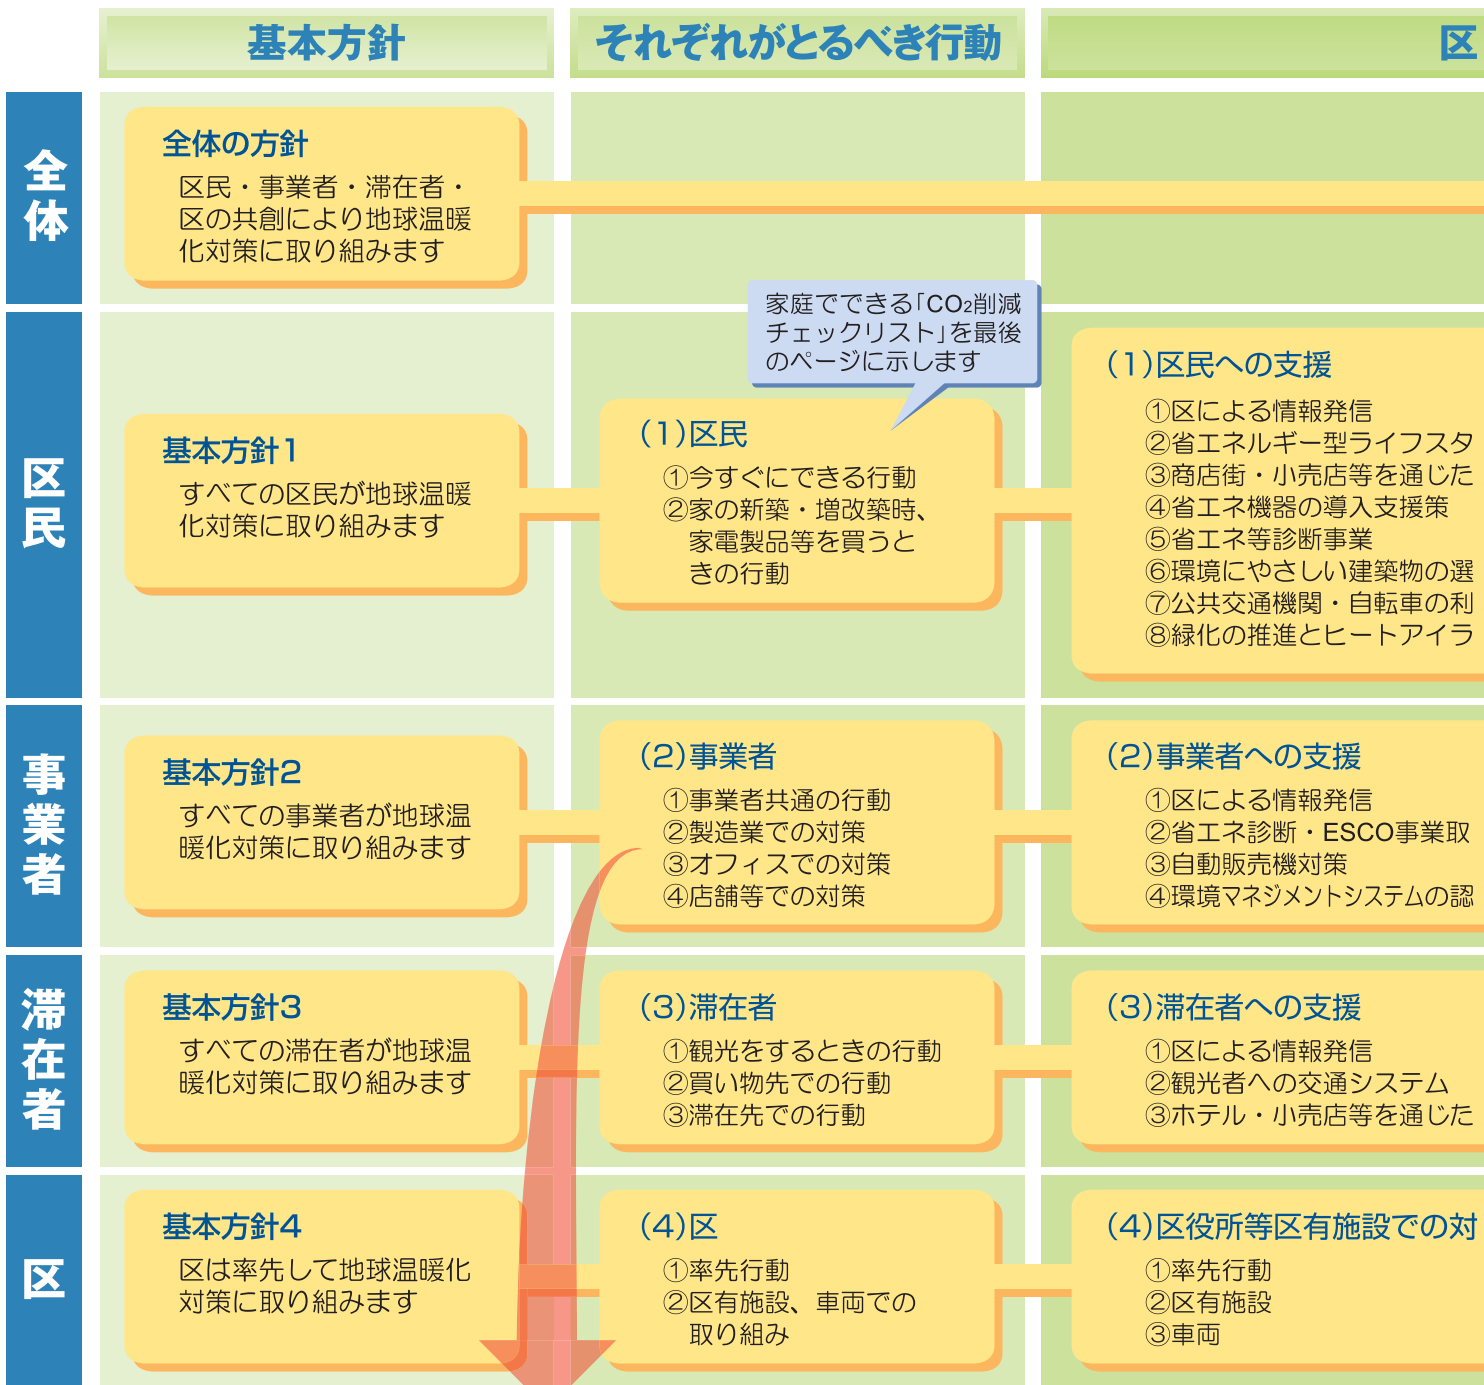 基本方針
それぞれがとるべき行動
区
全体
全体の方針
区民・事業者・滞在者・
区の共創により地球温暖
化対策に取り組みます
家庭でできる「CO₂削減
チェックリスト」を最後
のページに示します
区民
基本方針1
すべての区民が地球温暖
化対策に取り組みます
(1)区民
①今すぐにできる行動
②家の新築・増改築時、
家電製品等を買うと
きの行動
(1)区民への支援
①区による情報発信
②省エネルギー型ライフスタ
③商店街・小売店等を通じた
④省エネ機器の導入支援策
⑤省エネ等診断事業
⑥環境にやさしい建築物の選
⑦公共交通機関・自転車の利
⑧緑化の推進とヒートアイラ
事業者
基本方針2
すべての事業者が地球温
暖化対策に取り組みます
(2)事業者
①事業者共通の行動
②製造業での対策
③オフィスでの対策
④店舗等での対策
(2)事業者への支援
①区による情報発信
②省エネ診断・ESCO事業取
③自動販売機対策
④環境マネジメントシステムの認
滞在者
基本方針3
すべての滞在者が地球温
暖化対策に取り組みます
(3)滞在者
①観光をするときの行動
②買い物先での行動
③滞在先での行動
(3)滞在者への支援
①区による情報発信
②観光者への交通システム
③ホテル・小売店等を通じた
区
基本方針4
区は率先して地球温暖化
対策に取り組みます
(4)区
①率先行動
②区有施設、車両での
取り組み
(4)区役所等区有施設での対
①率先行動
②区有施設
③車両